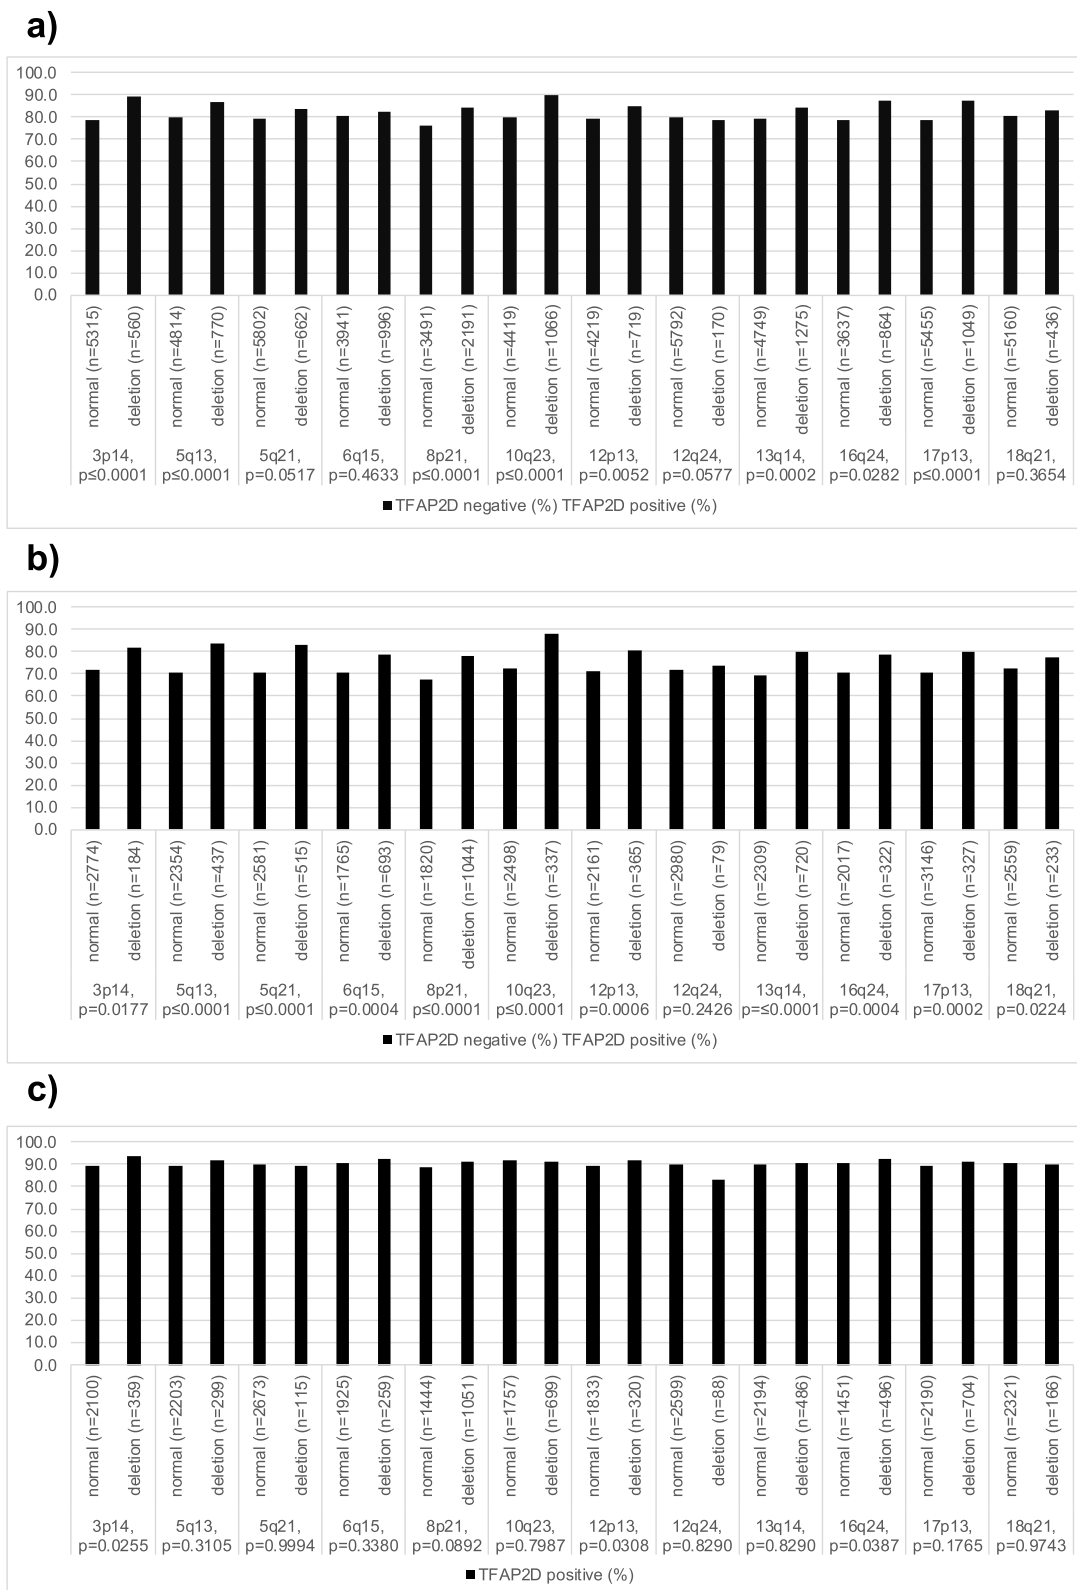 a)
100.0
90.0
80.0
70.0
60.0
50.0
40.0
30.0
20.0
10.0
0.0
normal (n=5315)
deletion (n=560)
normal (n=4814)
deletion (n=770)
normal (n=5802)
deletion (n=662)
normal (n=3941)
deletion (n=996)
normal (n=3491)
deletion (n=2191)
normal (n=4419)
deletion (n=1066)
normal (n=4219)
deletion (n=719)
normal (n=5792)
deletion (n=170)
normal (n=4749)
deletion (n=1275)
normal (n=3637)
deletion (n=864)
normal (n=5455)
deletion (n=1049)
normal (n=5160)
deletion (n=436)
3p14, 5q13, 5q21, 6q15, 8p21, 10q23, 12p13, 12q24, 13q14, 16q24, 17p13, 18q21,
p≤0.0001 p≤0.0001 p=0.0517 p=0.4633 p≤0.0001 p≤0.0001 p=0.0052 p=0.0577 p=0.0002 p=0.0282 p≤0.0001 p=0.3654
TFAP2D negative (%) TFAP2D positive (%)
b)
100.0
90.0
80.0
70.0
60.0
50.0
40.0
30.0
20.0
10.0
0.0
normal (n=2774)
deletion (n=184)
normal (n=2354)
deletion (n=437)
normal (n=2581)
deletion (n=515)
normal (n=1765)
deletion (n=693)
normal (n=1820)
deletion (n=1044)
normal (n=2498)
deletion (n=337)
normal (n=2161)
deletion (n=365)
normal (n=2980)
deletion (n=79)
normal (n=2309)
deletion (n=720)
normal (n=2017)
deletion (n=322)
normal (n=3146)
deletion (n=327)
normal (n=2559)
deletion (n=233)
3p14, 5q13, 5q21, 6q15, 8p21, 10q23, 12p13, 12q24, 13q14, 16q24, 17p13, 18q21,
p=0.0177 p≤0.0001 p≤0.0001 p=0.0004 p≤0.0001 p≤0.0001 p=0.0006 p=0.2426 p=≤0.0001 p=0.0004 p=0.0002 p=0.0224
TFAP2D negative (%) TFAP2D positive (%)
c)
100.0
90.0
80.0
70.0
60.0
50.0
40.0
30.0
20.0
10.0
0.0
normal (n=2100)
deletion (n=359)
normal (n=2203)
deletion (n=299)
normal (n=2673)
deletion (n=115)
normal (n=1925)
deletion (n=259)
normal (n=1444)
deletion (n=1051)
normal (n=1757)
deletion (n=699)
normal (n=1833)
deletion (n=320)
normal (n=2599)
deletion (n=88)
normal (n=2194)
deletion (n=486)
normal (n=1451)
deletion (n=496)
normal (n=2190)
deletion (n=704)
normal (n=2321)
deletion (n=166)
3p14, 5q13, 5q21, 6q15, 8p21, 10q23, 12p13, 12q24, 13q14, 16q24, 17p13, 18q21,
p=0.0255 p=0.3105 p=0.9994 p=0.3380 p=0.0892 p=0.7987 p=0.0308 p=0.8290 p=0.8290 p=0.0387 p=0.1765 p=0.9743
TFAP2D positive (%)